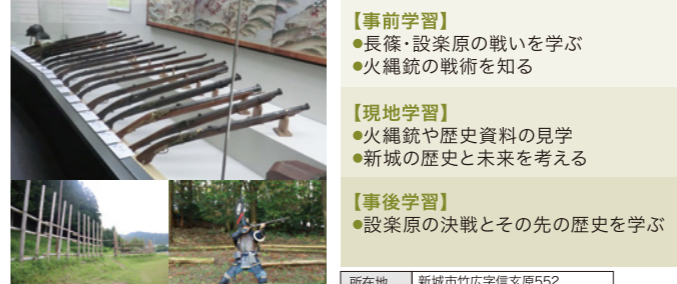 【事前学習】
●長篠・設楽原の戦いを学ぶ
●火縄銃の戦術を知る
【現地学習】
●火縄銃や歴史資料の見学
●新城の歴史と未来を考える
【事後学習】
●設楽原の決戦とその先の歴史を学ぶ
所在地 新城市竹広字信玄原552